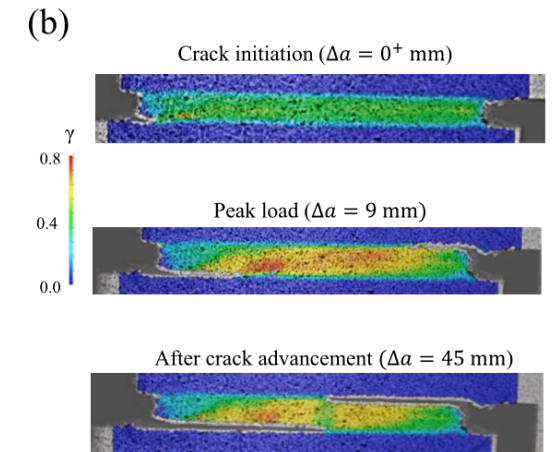 (b)
Crack initiation (Δa = 0⁺ mm)
γ
0.8
0.4
0.0
Peak load (Δa = 9 mm)
After crack advancement (Δa = 45 mm)